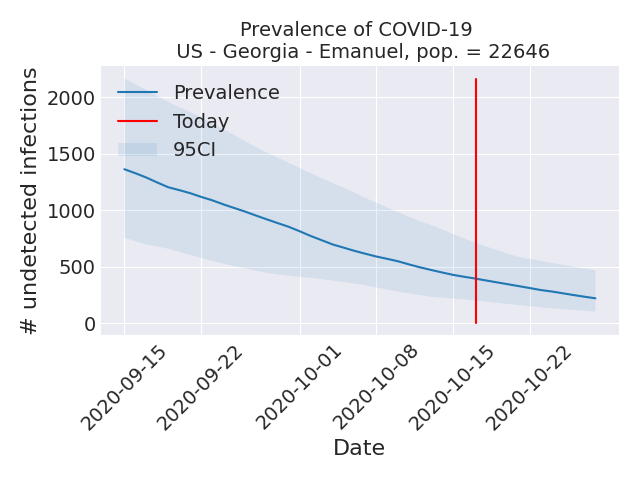 Prevalence of COVID-19
US - Georgia - Emanuel, pop. = 22646
# undetected infections
2000
1500
1000
500
0
Prevalence
Today
95CI
2020-09-15
2020-09-22
2020-10-01
2020-10-08
2020-10-15
2020-10-22
Date